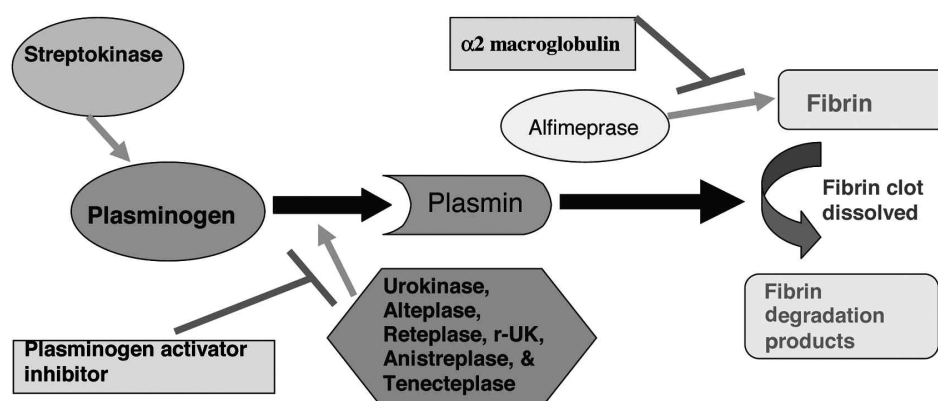 Streptokinase
α2 macroglobulin
Alfimeprase
Fibrin
Plasminogen
Plasmin
Fibrin clot
dissolved
Urokinase,
Alteplase,
Reteplase, r-UK,
Anistreplase, &
Tenecteplase
Plasminogen activator
inhibitor
Fibrin
degradation
products